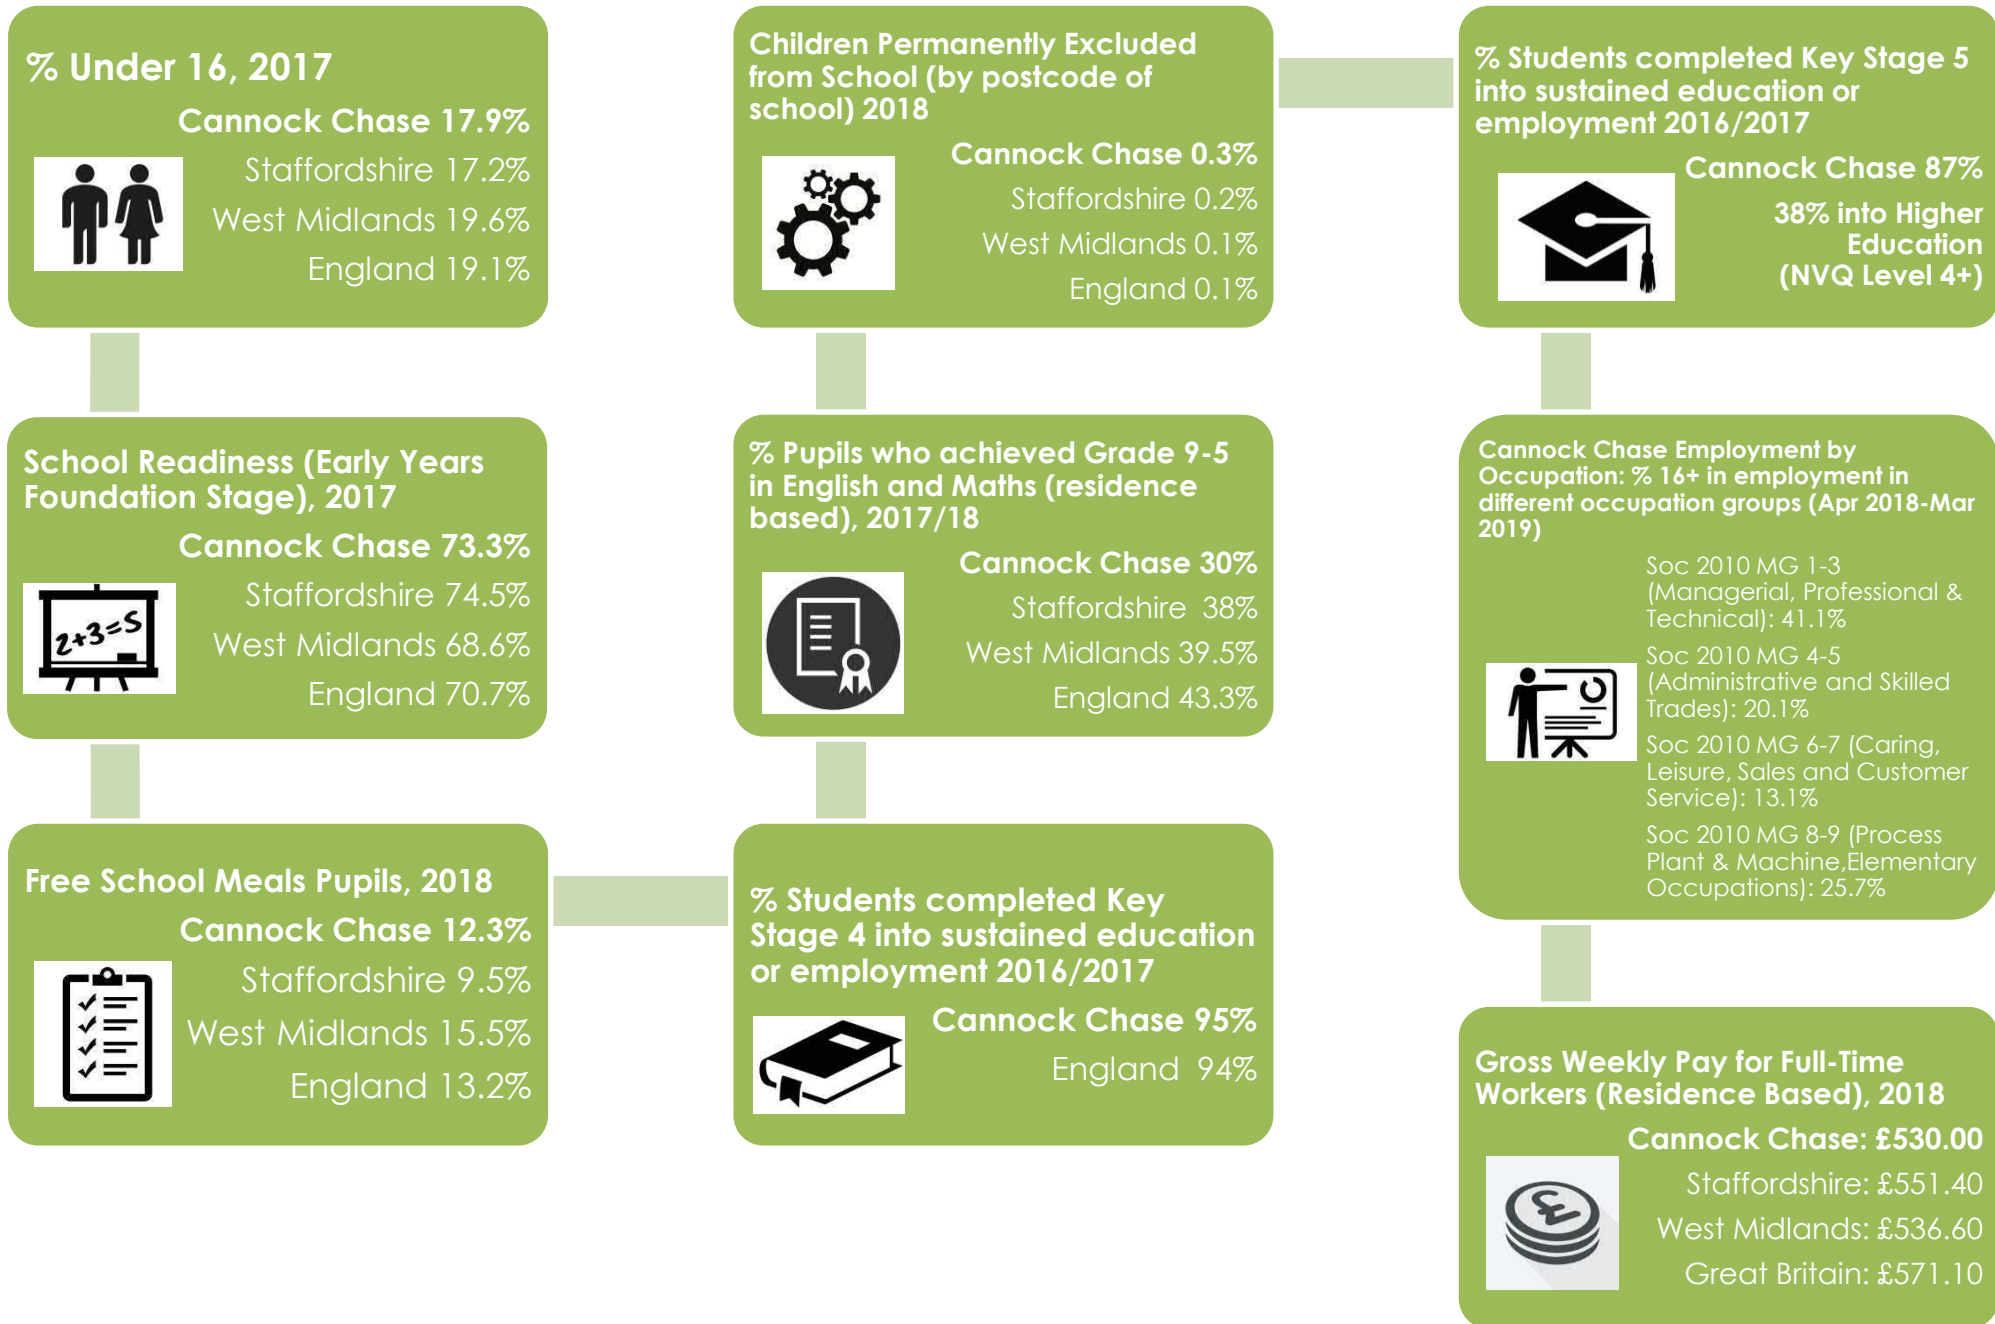 % Under 16, 2017
Cannock Chase 17.9%
Staffordshire 17.2%
West Midlands 19.6%
England 19.1%
School Readiness (Early Years
Foundation Stage), 2017
Cannock Chase 73.3%
Staffordshire 74.5%
West Midlands 68.6%
England 70.7%
2+3=5
Free School Meals Pupils, 2018
Cannock Chase 12.3%
Staffordshire 9.5%
West Midlands 15.5%
England 13.2%
% Students completed Key
Stage 4 into sustained education
or employment 2016/2017
Cannock Chase 95%
England 94%
% Pupils who achieved Grade 9-5
in English and Maths (residence
based), 2017/18
Cannock Chase 30%
Staffordshire 38%
West Midlands 39.5%
England 43.3%
Children Permanently Excluded
from School (by postcode of
school) 2018
Cannock Chase 0.3%
Staffordshire 0.2%
West Midlands 0.1%
England 0.1%
% Students completed Key Stage 5
into sustained education or
employment 2016/2017
Cannock Chase 87%
38% into Higher
Education
(NVQ Level 4+)
Cannock Chase Employment by
Occupation: % 16+ in employment in
different occupation groups (Apr 2018-Mar
2019)
Soc 2010 MG 1-3
(Managerial, Professional &
Technical): 41.1%
Soc 2010 MG 4-5
(Administrative and Skilled
Trades): 20.1%
Soc 2010 MG 6-7 (Caring,
Leisure, Sales and Customer
Service): 13.1%
Soc 2010 MG 8-9 (Process
Plant & Machine,Elementary
Occupations): 25.7%
Gross Weekly Pay for Full-Time
Workers (Residence Based), 2018
Cannock Chase: £530.00
Staffordshire: £551.40
West Midlands: £536.60
Great Britain: £571.10
£